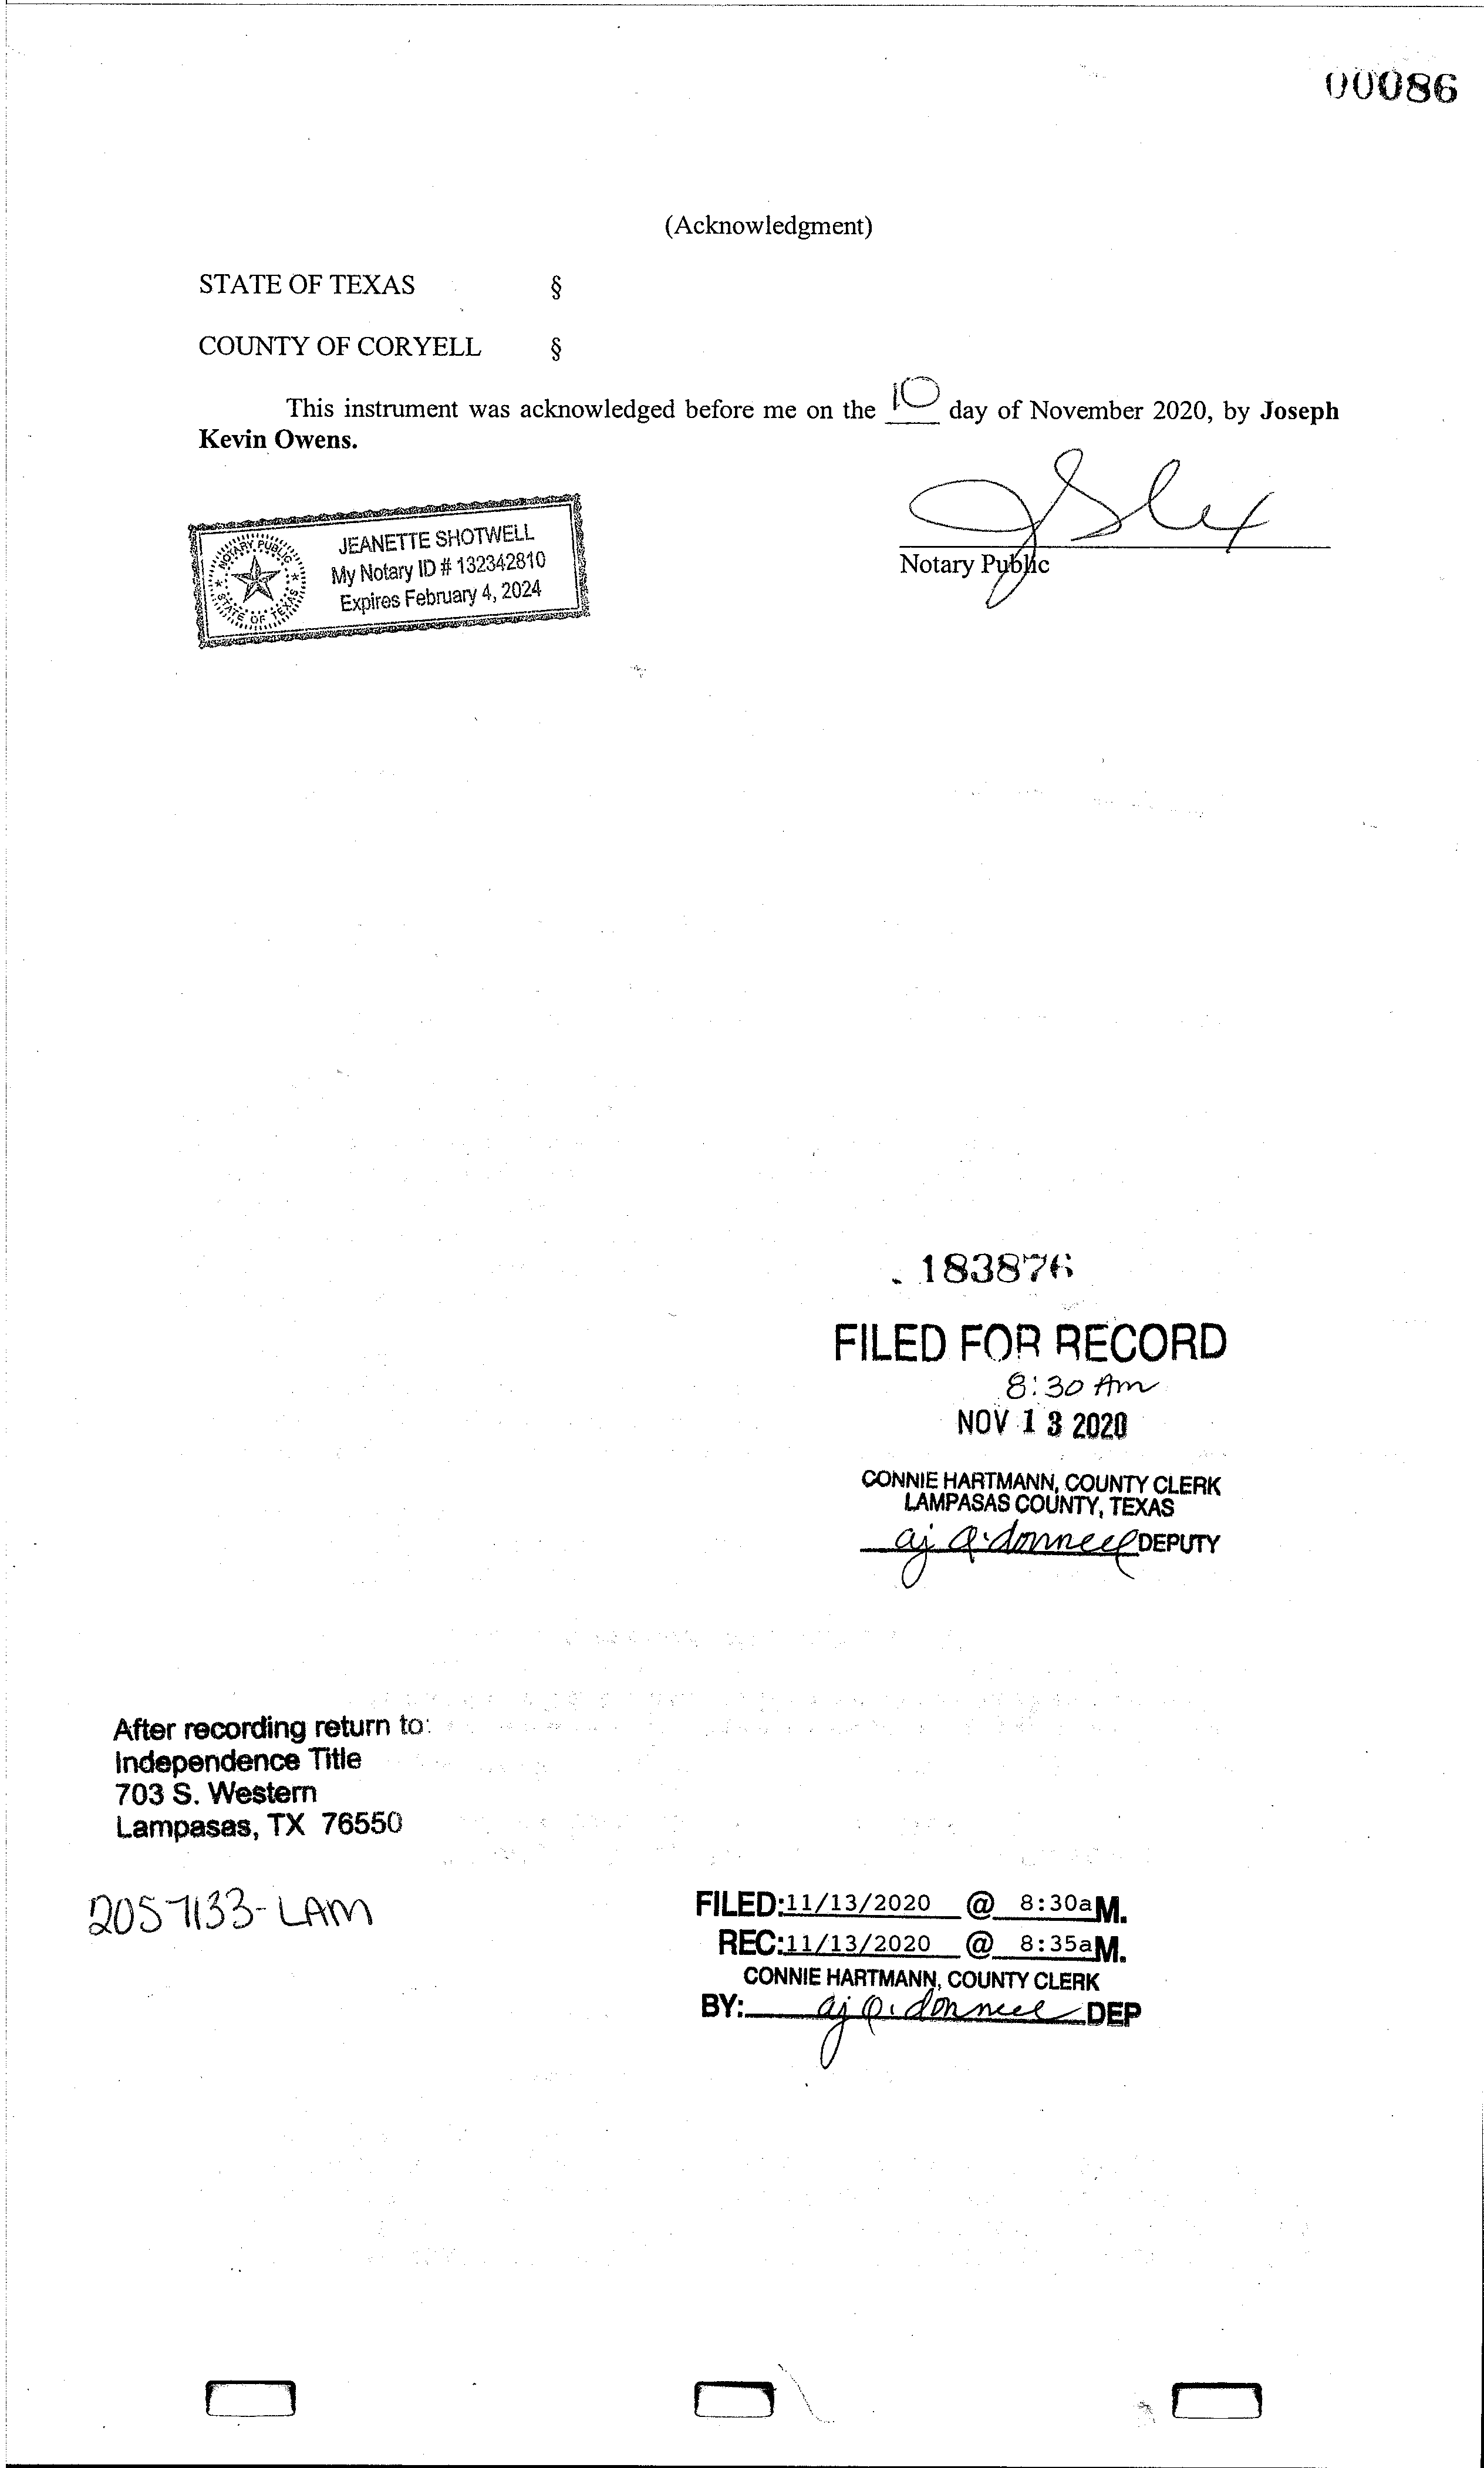 00086
(Acknowledgment)
STATE OF TEXAS §
COUNTY OF CORYELL §
This instrument was acknowledged before me on the 10 day of November 2020, by Joseph
Kevin Owens.
Notary Public
NOTARY PUBLIC
STATE OF TEXAS
JEANETTE SHOTWELL
My Notary ID # 132342810
Expires February 4, 2024
183876
FILED FOR RECORD
8:30 Am
NOV 13 2020
CONNIE HARTMANN, COUNTY CLERK
LAMPASAS COUNTY, TEXAS
DEPUTY
After recording return to:
Independence Title
703 S. Western
Lampasas, TX 76550
2057133-LAM
FILED:11/13/2020 @ 8:30aM.
REC:11/13/2020 @ 8:35aM.
CONNIE HARTMANN, COUNTY CLERK
BY: DEP